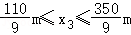 110/9 m ≤ x₃ ≤ 350/9 m